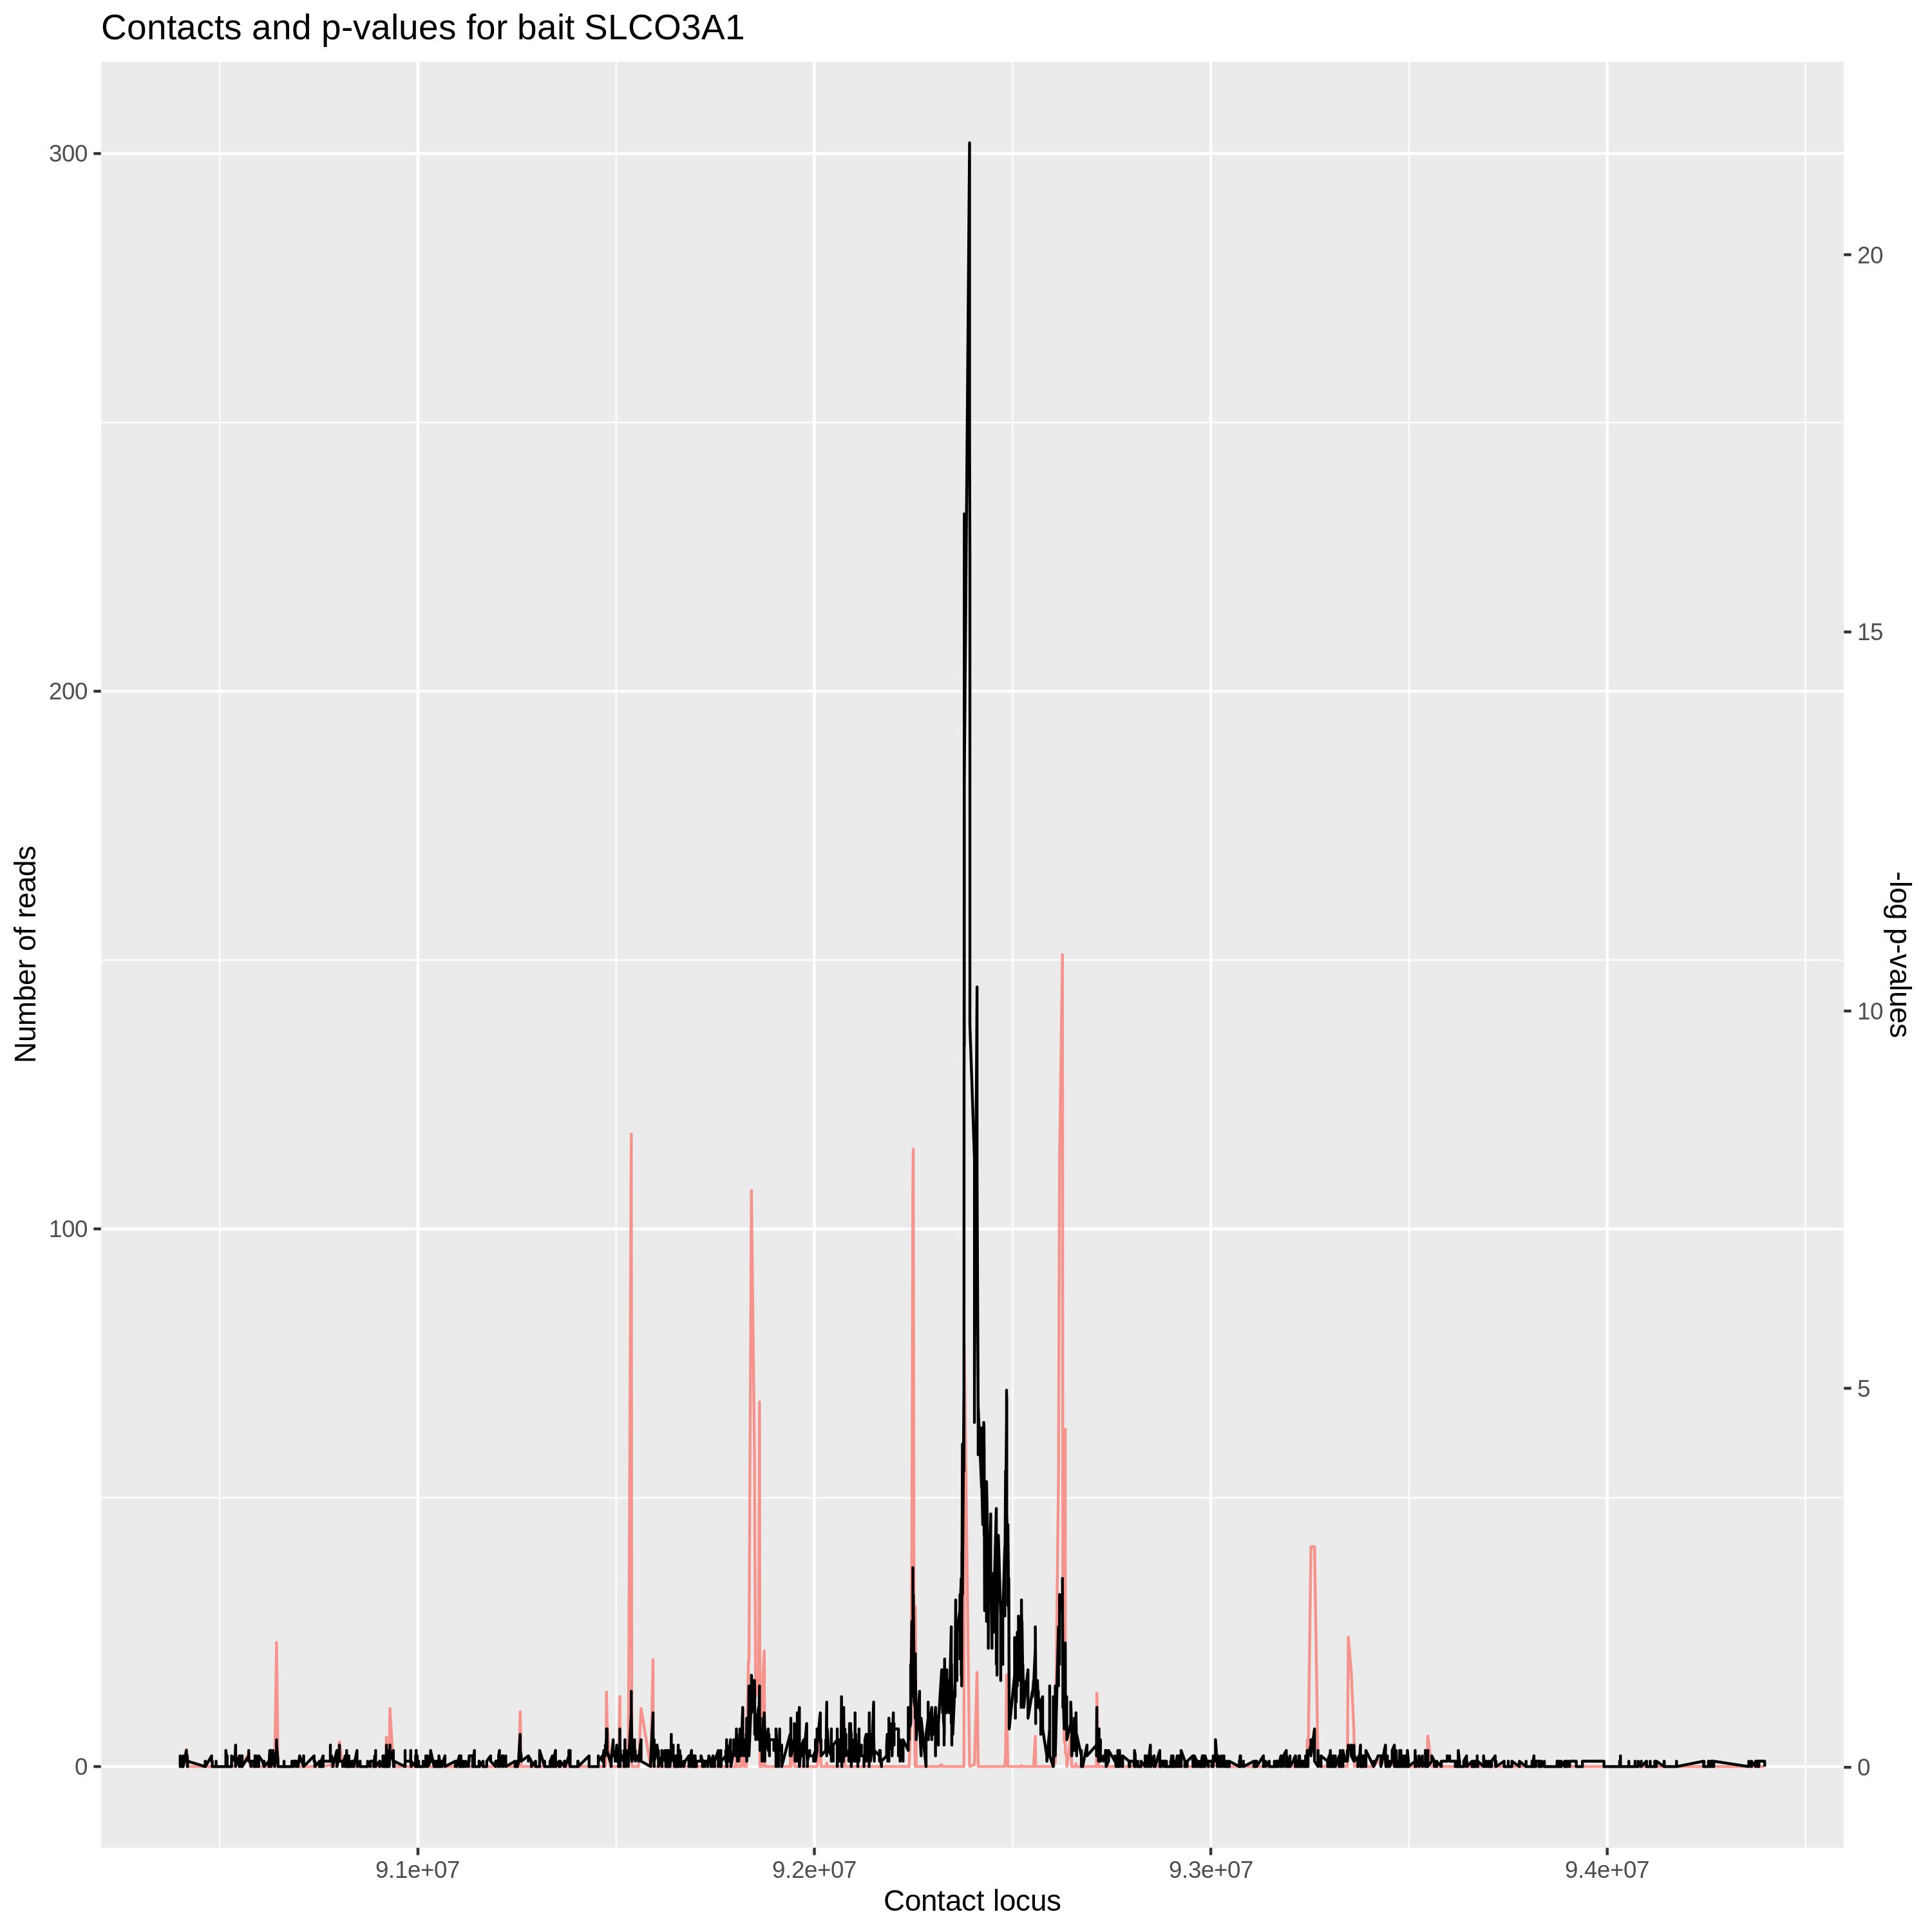 Contacts and p-values for bait SLCO3A1
300
200
100
0
Number of reads
20
15
10
5
0
-log p-values
9.1e+07
9.2e+07
9.3e+07
9.4e+07
Contact locus